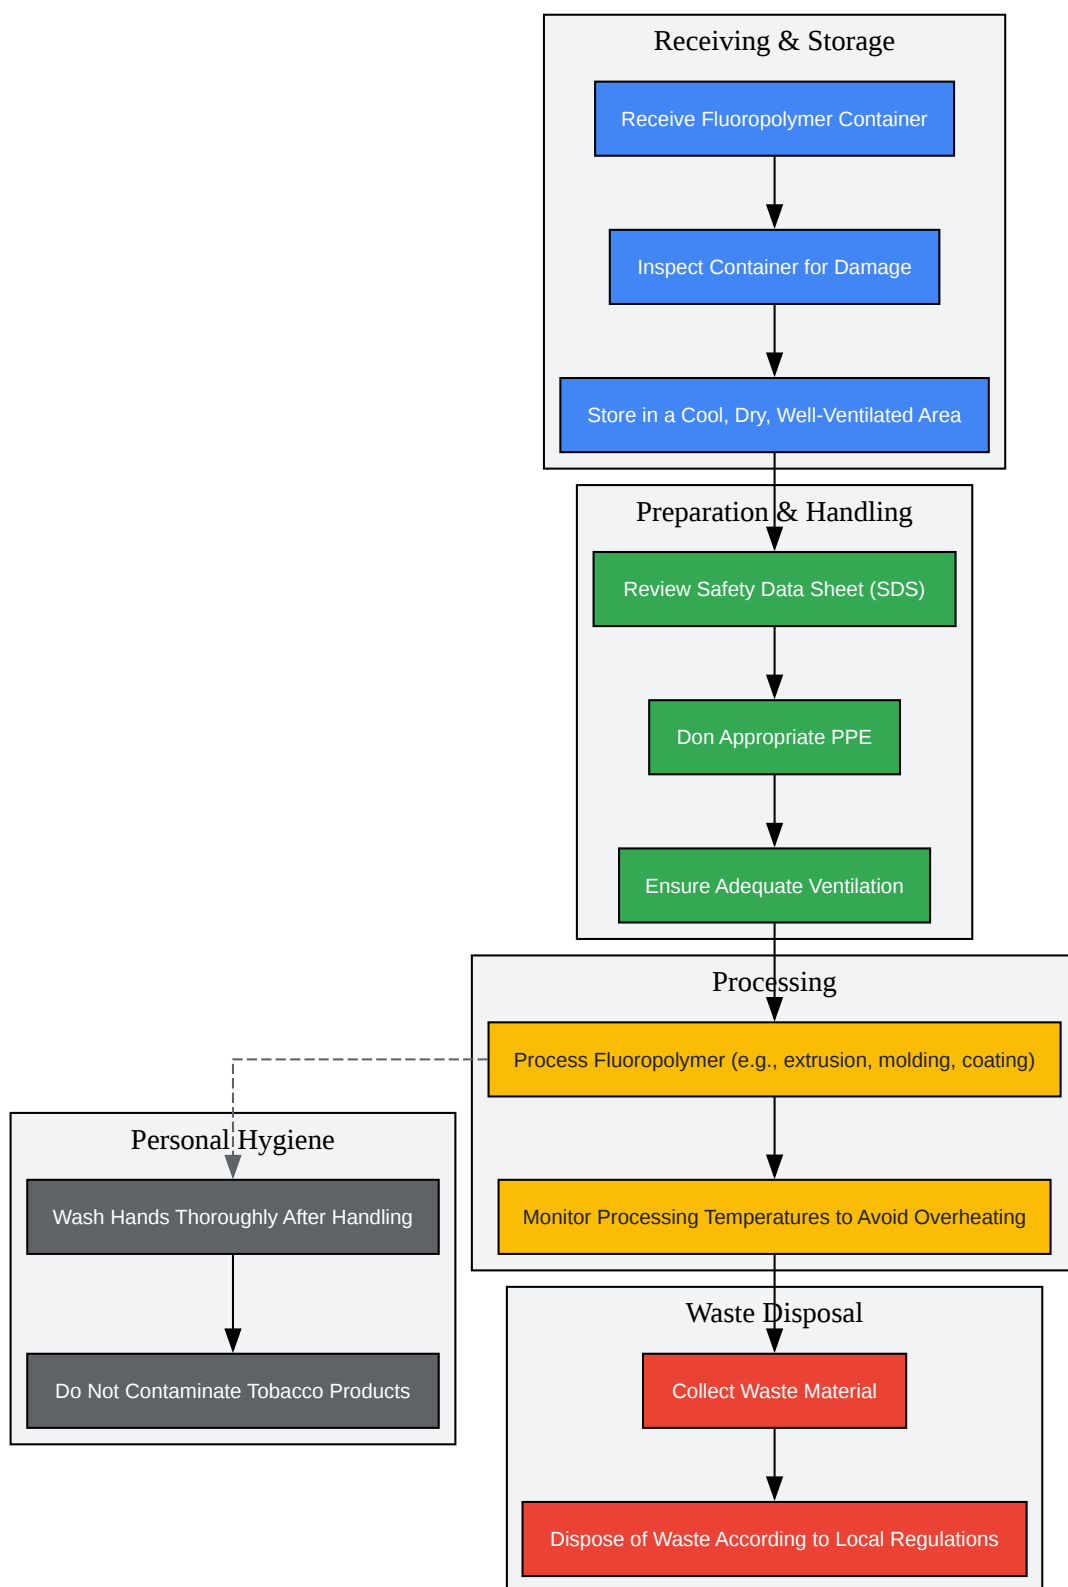 Receiving & Storage
Receive Fluoropolymer Container
Inspect Container for Damage
Store in a Cool, Dry, Well-Ventilated Area
Preparation & Handling
Review Safety Data Sheet (SDS)
Don Appropriate PPE
Ensure Adequate Ventilation
Processing
Process Fluoropolymer (e.g., extrusion, molding, coating)
Monitor Processing Temperatures to Avoid Overheating
Personal Hygiene
Wash Hands Thoroughly After Handling
Do Not Contaminate Tobacco Products
Waste Disposal
Collect Waste Material
Dispose of Waste According to Local Regulations